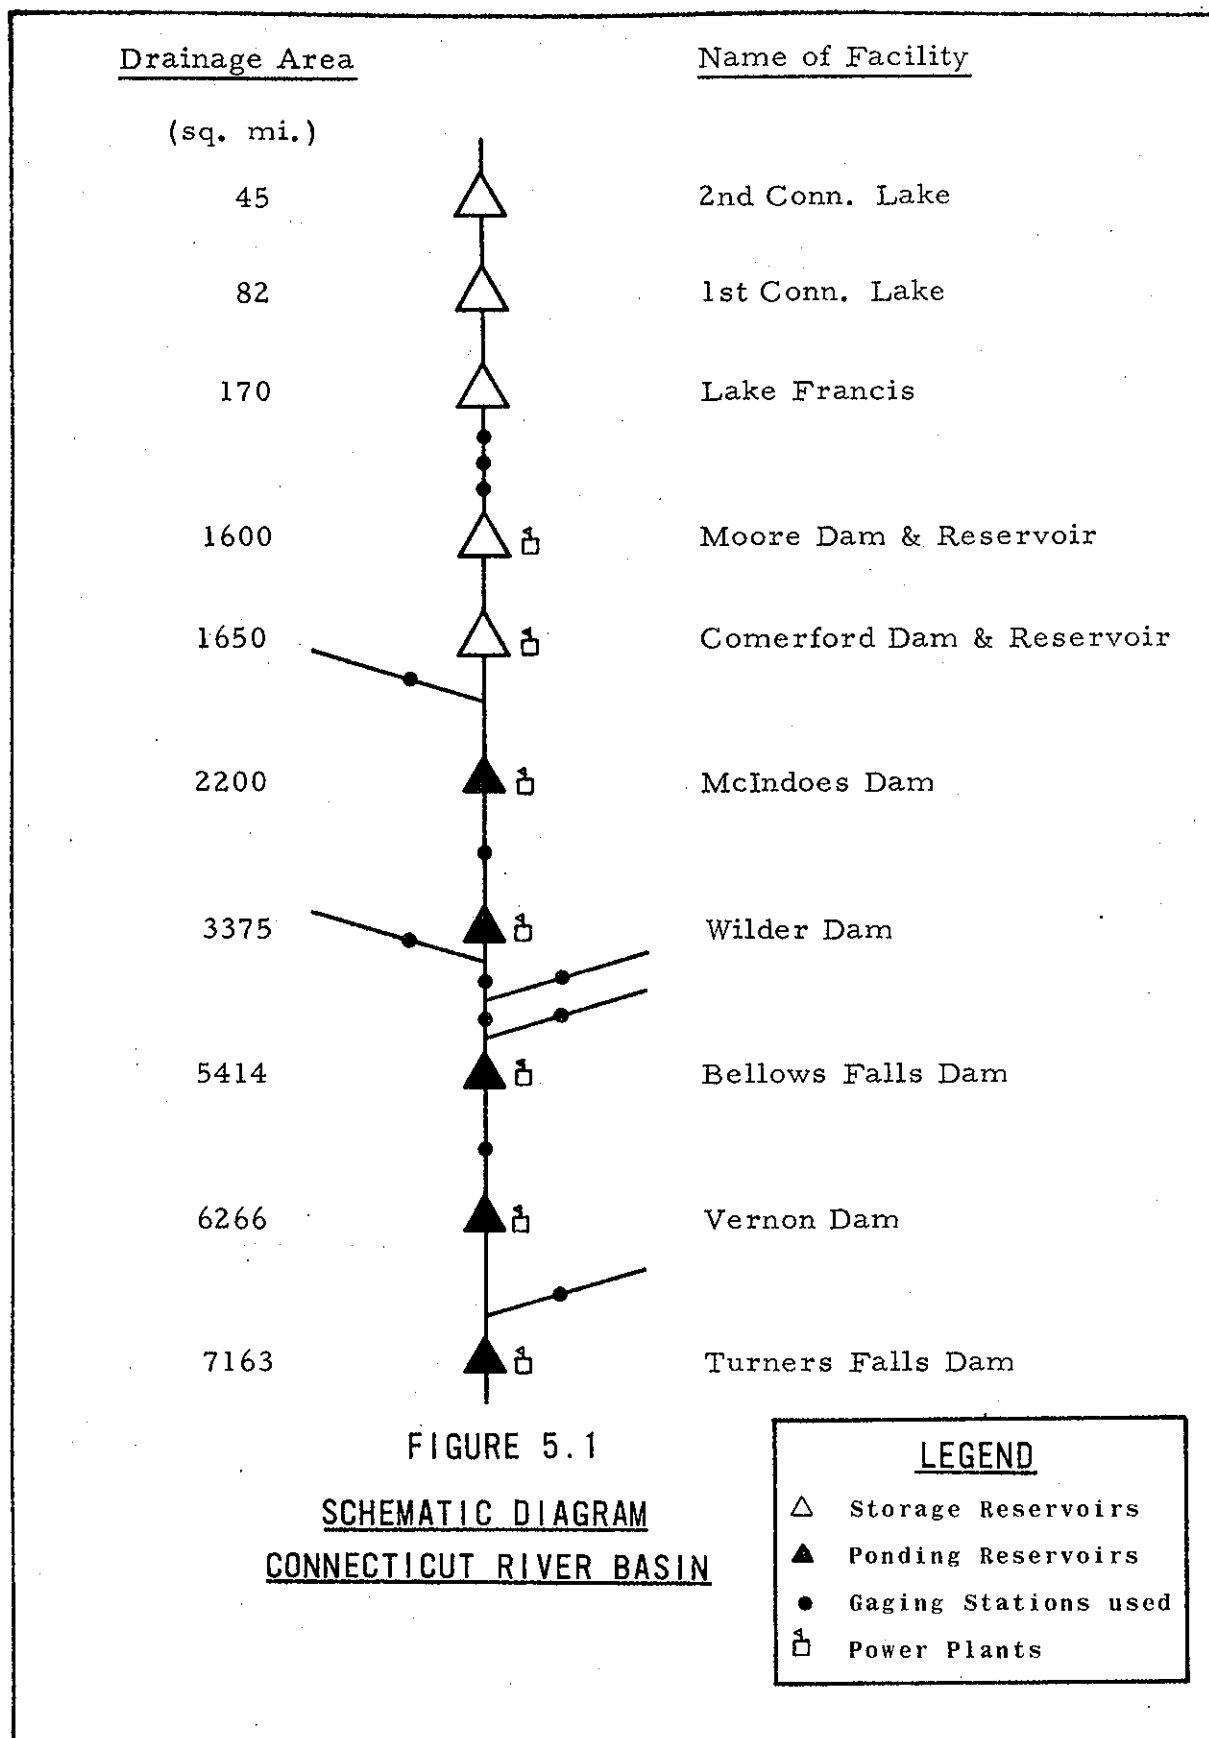 Drainage Area Name of Facility
(sq. mi.)
45 2nd Conn. Lake
82 1st Conn. Lake
170 Lake Francis
1600 Moore Dam & Reservoir
1650 Comerford Dam & Reservoir
2200 McIndoes Dam
3375 Wilder Dam
5414 Bellows Falls Dam
6266 Vernon Dam
7163 Turners Falls Dam
FIGURE 5.1
SCHEMATIC DIAGRAM
CONNECTICUT RIVER BASIN
LEGEND
Storage Reservoirs
Ponding Reservoirs
Gaging Stations used
Power Plants